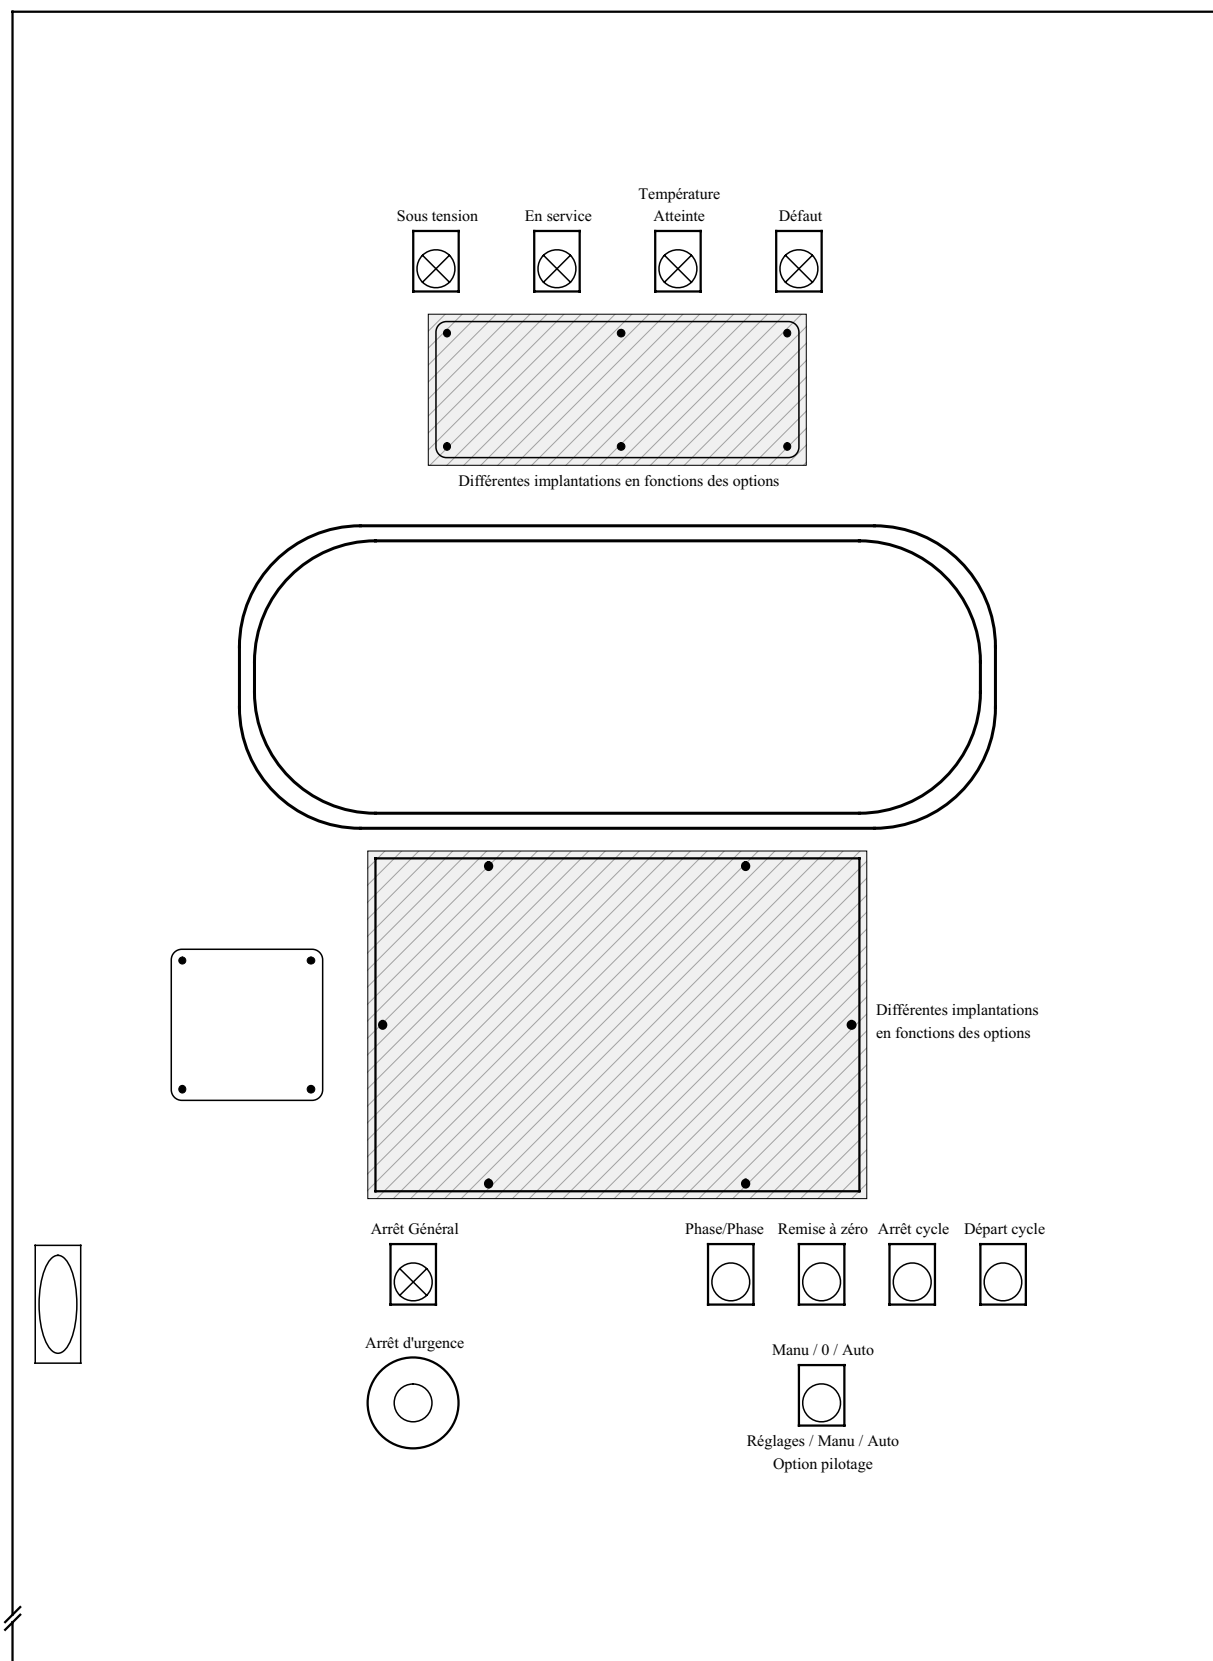 Sous tension
En service
Température
Atteinte
Défaut
Différentes implantations en fonctions des options
Différentes implantations
en fonctions des options
Arrêt Général
Phase/Phase
Remise à zéro
Arrêt cycle
Départ cycle
Arrêt d'urgence
Manu / 0 / Auto
Réglages / Manu / Auto
Option pilotage